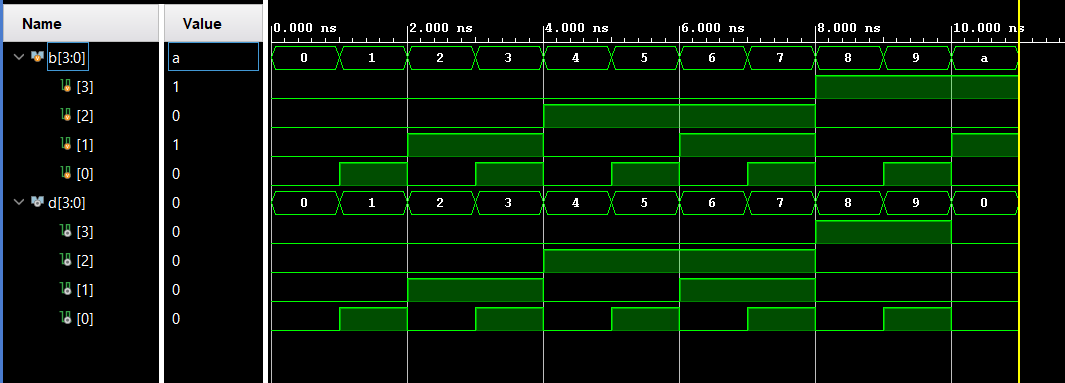 Name Value 0.000 ns 2.000 ns 4.000 ns 6.000 ns 8.000 ns 10.000 ns
b[3:0] a 0 1 2 3 4 5 6 7 8 9 a
[3] 1
[2] 0
[1] 1
[0] 0
d[3:0] 0 0 1 2 3 4 5 6 7 8 9 0
[3] 0
[2] 0
[1] 0
[0] 0